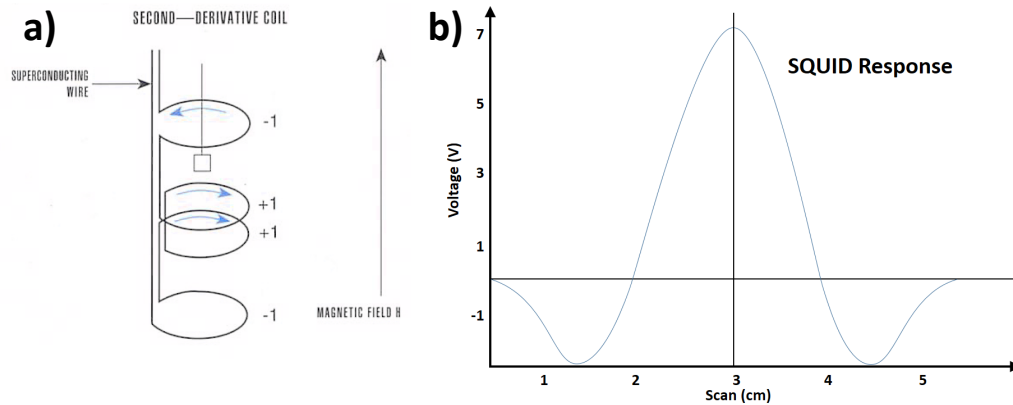 a)
SECOND—DERIVATIVE COIL
SUPERCONDUCTING
WIRE
-1
+1
+1
-1
MAGNETIC FIELD H
b)
SQUID Response
Voltage (V)
7
5
3
1
-1
1 2 3 4 5
Scan (cm)